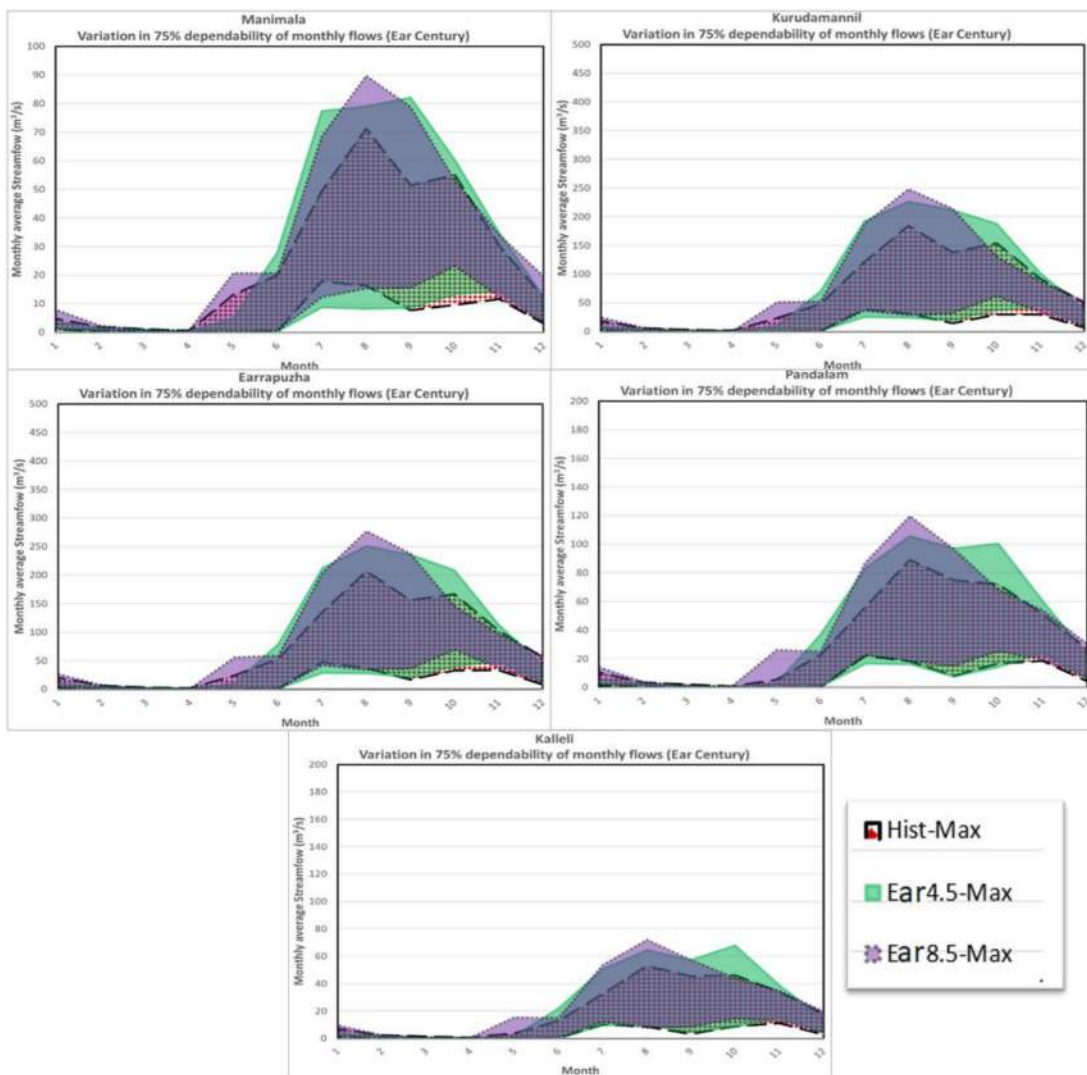 Manimala
Variation in 75% dependability of monthly flows (Ear Century)
Monthly average Streamfow (m³/s)
100
90
80
70
60
50
40
30
20
10
0
1 2 3 4 5 6 7 8 9 10 11 12
Month
Kurudamannil
Variation in 75% dependability of monthly flows (Ear Century)
Monthly average Streamfow (m³/s)
500
450
400
350
300
250
200
150
100
50
0
1 2 3 4 5 6 7 8 9 10 11 12
Month
Earrapuzha
Variation in 75% dependability of monthly flows (Ear Century)
Monthly average Streamfow (m³/s)
500
450
400
350
300
250
200
150
100
50
0
1 2 3 4 5 6 7 8 9 10 11 12
Month
Pandalam
Variation in 75% dependability of monthly flows (Ear Century)
Monthly average Streamfow (m³/s)
200
180
160
140
120
100
80
60
40
20
0
1 2 3 4 5 6 7 8 9 10 11 12
Month
Kalleli
Variation in 75% dependability of monthly flows (Ear Century)
Monthly average Streamfow (m³/s)
200
180
160
140
120
100
80
60
40
20
0
1 2 3 4 5 6 7 8 9 10 11 12
Month
Hist-Max
Ear4.5-Max
Ear8.5-Max